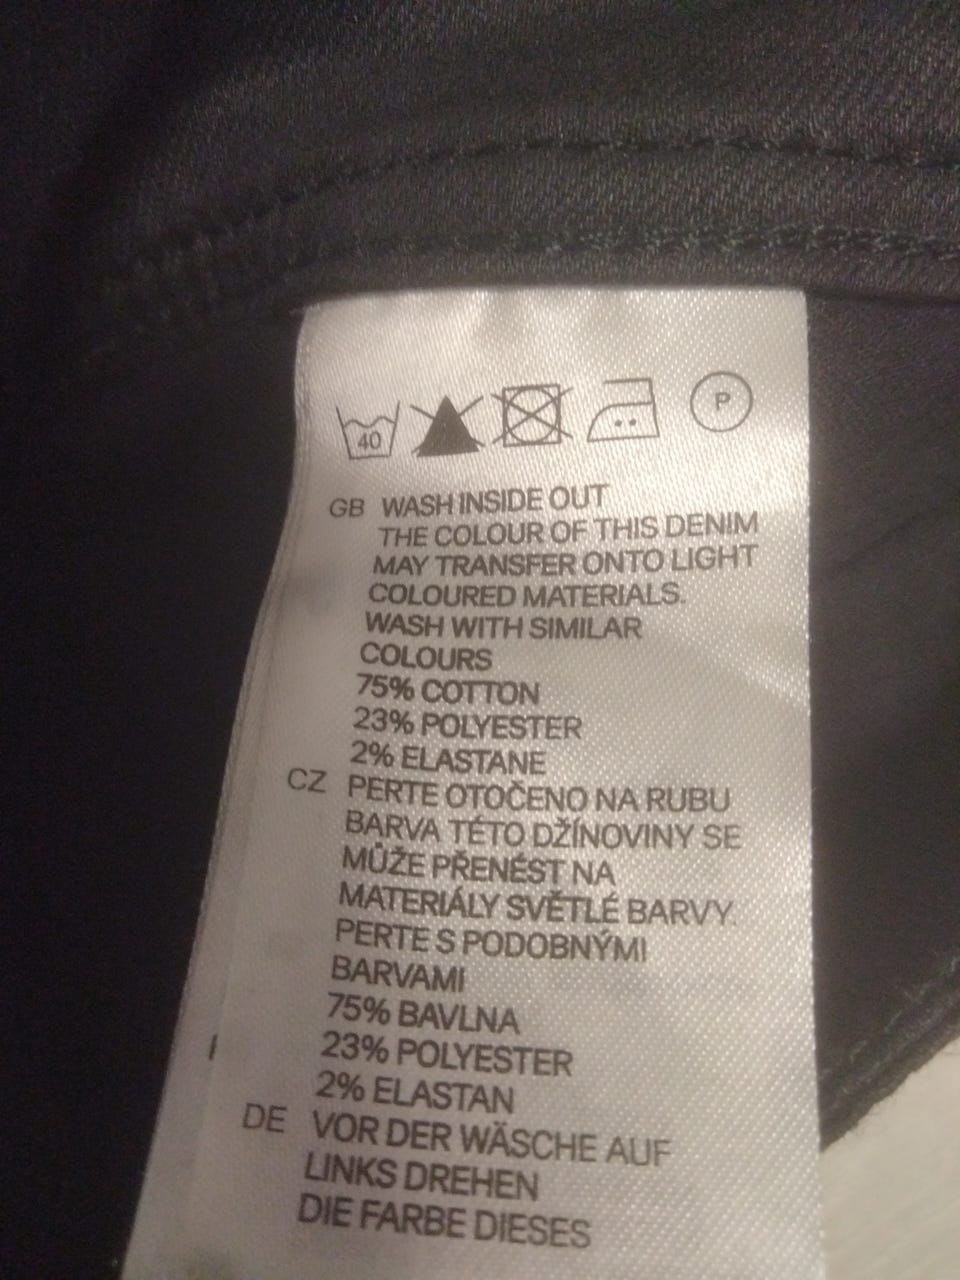 40
P
GB WASH INSIDE OUT
THE COLOUR OF THIS DENIM
MAY TRANSFER ONTO LIGHT
COLOURED MATERIALS.
WASH WITH SIMILAR
COLOURS
75% COTTON
23% POLYESTER
2% ELASTANE
CZ PERTE OTOČENO NA RUBU
BARVA TÉTO DŽÍNOVINY SE
MŮŽE PŘENÉST NA
MATERIÁLY SVĚTLÉ BARVY.
PERTE S PODOBNÝMI
BARVAMI
75% BAVLNA
23% POLYESTER
2% ELASTAN
DE VOR DER WÄSCHE AUF
LINKS DREHEN
DIE FARBE DIESES